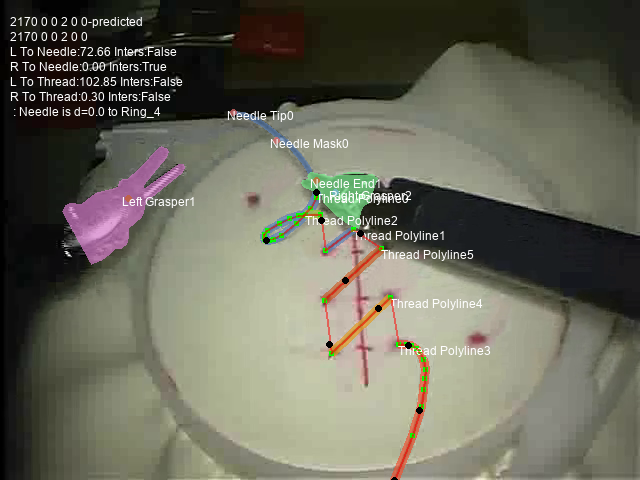 2170 0 0 2 0 0-predicted
2170 0 0 2 0 0
L To Needle:72.66 Inters:False
R To Needle:0.00 Inters:True
L To Thread:102.85 Inters:False
R To Thread:0.30 Inters:False
: Needle is d=0.0 to Ring_4
Needle Tip0
Needle Mask0
Needle End1
Right Grasper2
Left Grasper1
Thread Polyline2
Thread Polyline1
Thread Polyline5
Thread Polyline4
Thread Polyline3